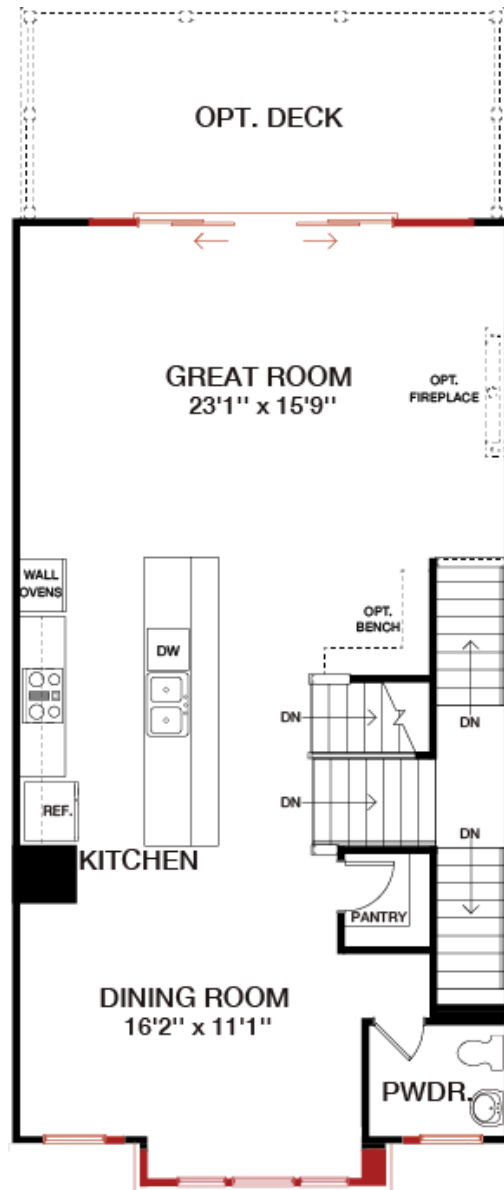 OPT. DECK
GREAT ROOM
23'1" x 15'9"
OPT.
FIREPLACE
WALL
OVENS
OPT.
BENCH
DW
DN
DN
DN
REF.
DN
KITCHEN
PANTRY
DINING ROOM
16'2" x 11'1"
PWDR.